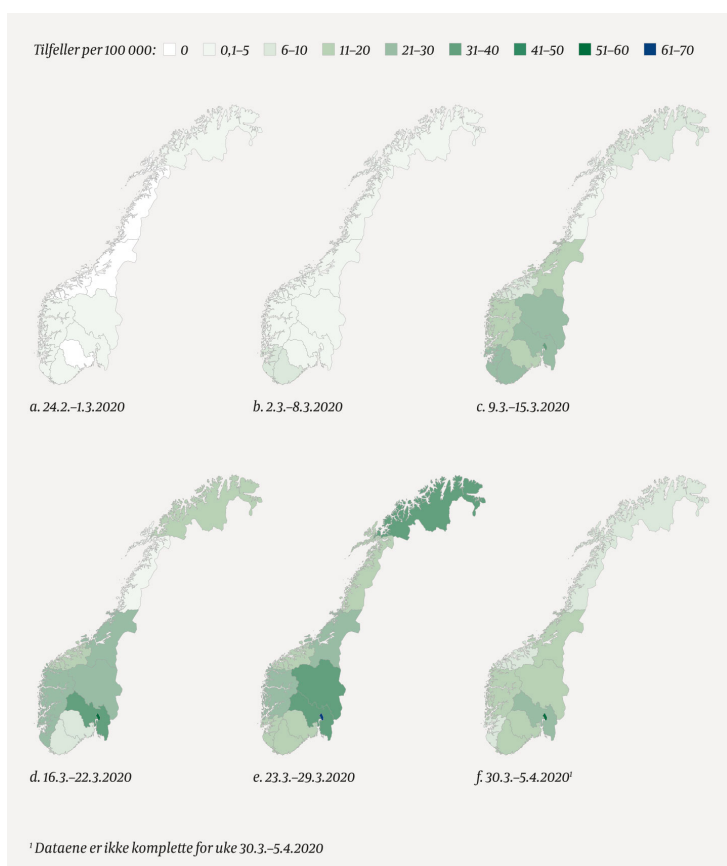 Tilfeller per 100 000: 0 0,1–5 6–10 11–20 21–30 31–40 41–50 51–60 61–70
a. 24.2.–1.3.2020 b. 2.3.–8.3.2020 c. 9.3.–15.3.2020
d. 16.3.–22.3.2020 e. 23.3.–29.3.2020 f. 30.3.–5.4.2020¹
¹ Dataene er ikke komplette for uke 30.3.–5.4.2020